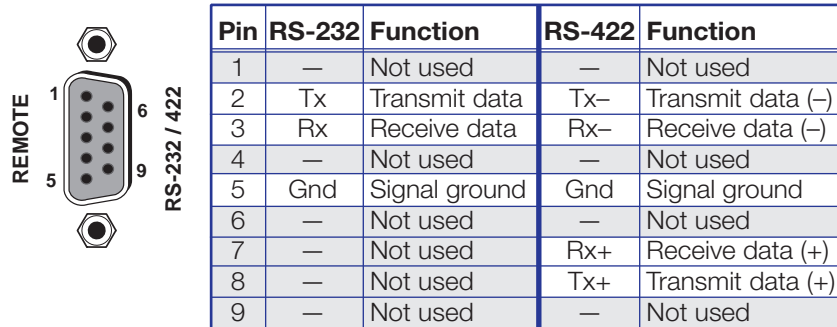 REMOTE
1
5
6
9
RS-232 / 422
Pin RS-232 Function RS-422 Function
1 — Not used — Not used
2 Tx Transmit data Tx– Transmit data (–)
3 Rx Receive data Rx– Receive data (–)
4 — Not used — Not used
5 Gnd Signal ground Gnd Signal ground
6 — Not used — Not used
7 — Not used Rx+ Receive data (+)
8 — Not used Tx+ Transmit data (+)
9 — Not used — Not used